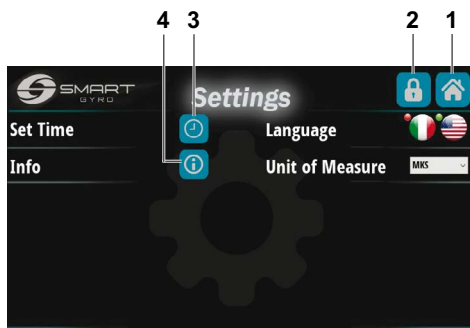 4 3 2 1
SMART
GYRO
Settings
Set Time Language
Info Unit of Measure MKS